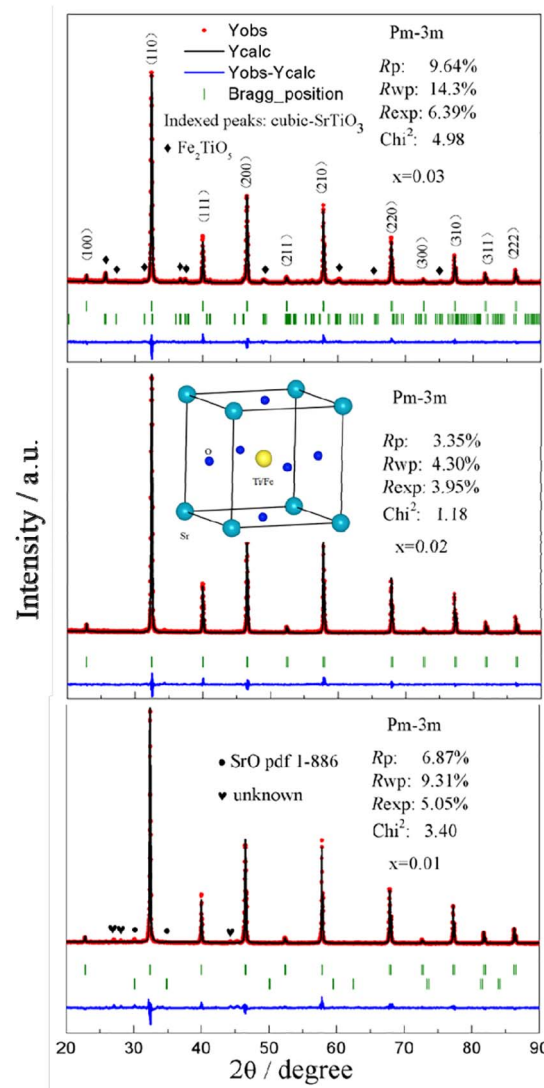 Yobs
Ycalc
Yobs-Ycalc
Bragg_position
Indexed peaks: cubic-SrTiO3
♦ Fe2TiO5
Pm-3m
Rp: 9.64%
Rwp: 14.3%
Rexp: 6.39%
Chi²: 4.98
x=0.03
(100)
(110)
(111)
(200)
(211)
(210)
(220)
(300)
(310)
(311)
(222)
Pm-3m
Rp: 3.35%
Rwp: 4.30%
Rexp: 3.95%
Chi²: 1.18
x=0.02
O
Ti/Fe
Sr
Intensity / a.u.
Pm-3m
Rp: 6.87%
Rwp: 9.31%
Rexp: 5.05%
Chi²: 3.40
x=0.01
● SrO pdf 1-886
♥ unknown
20 30 40 50 60 70 80 90
2θ / degree